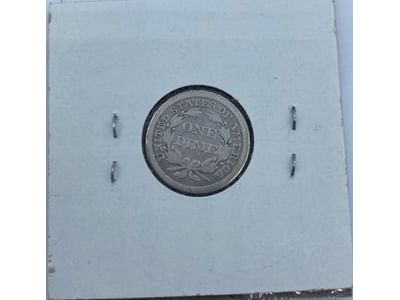 UNITED STATES OF AMERICA
ONE
DIME